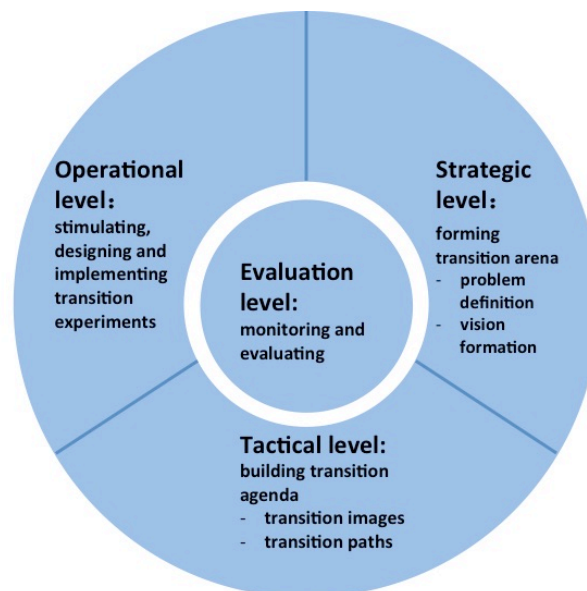 Operational
level:
stimulating,
designing and
implementing
transition
experiments
Strategic
level:
forming
transition arena
- problem
definition
- vision
formation
Evaluation
level:
monitoring and
evaluating
Tactical level:
building transition
agenda
- transition images
- transition paths